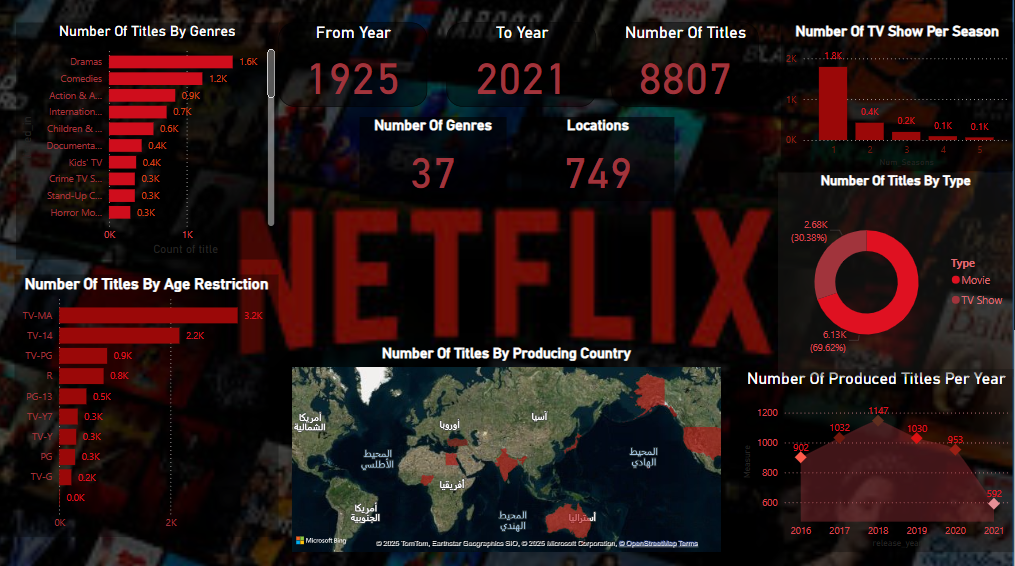 Number Of Titles By Genres
Dramas 1.6K
Comedies 1.2K
Action & A... 0.9K
Internation... 0.7K
Children & ... 0.6K
Documenta... 0.4K
Kids' TV 0.4K
Crime TV S... 0.3K
Stand-Up C... 0.3K
Horror Mo... 0.3K
0K 1K
Count of title
From Year
1925
To Year
2021
Number Of Titles
8807
Number Of Genres
37
Locations
749
Number Of TV Show Per Season
2K
1K
0K
1.8K
0.4K
0.2K
0.1K
0.1K
1 2 3 4 5
Num_Seasons
NETFLIX
Number Of Titles By Type
2.68K
(30.38%)
6.13K
(69.62%)
Type
Movie
TV Show
Number Of Titles By Age Restriction
TV-MA 3.2K
TV-14 2.2K
TV-PG 0.9K
R 0.8K
PG-13 0.5K
TV-Y7 0.3K
TV-Y 0.3K
PG 0.3K
TV-G 0.2K
0.0K
0K 2K
Number Of Titles By Producing Country
أمريكا
الشمالية
أوروبا
آسيا
المحيط
الأطلسي
المحيط
الهادي
أفريقيا
أمريكا
الجنوبية
المحيط
الهندي
أستراليا
Microsoft Bing
© 2025 TomTom, Earthstar Geographics SIO, © 2025 Microsoft Corporation, © OpenStreetMap Terms
Number Of Produced Titles Per Year
Measure
1200
1000
800
600
902
1032
1147
1030
953
592
2016 2017 2018 2019 2020 2021
release_year